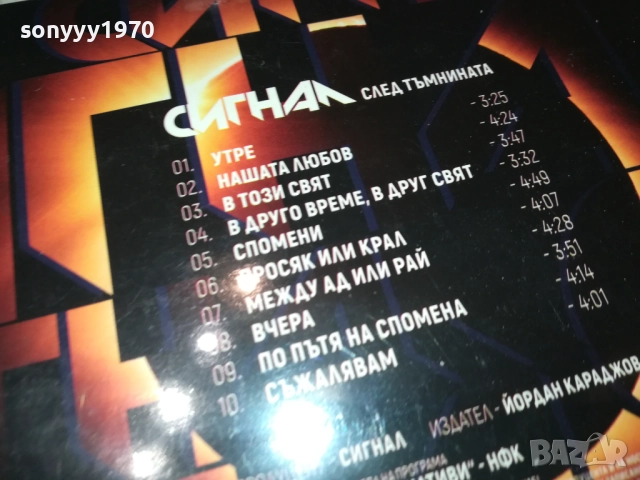 sonyyy1970
СИГНАЛ СЛЕД ТЪМНИНАТА
01. УТРЕ - 3:25
02. НАШАТА ЛЮБОВ - 4:24
03. В ТОЗИ СВЯТ - 3:47
04. В ДРУГО ВРЕМЕ, В ДРУГ СВЯТ - 3:32
05. СПОМЕНИ - 4:49
06. ПРОСЯК ИЛИ КРАЛ - 4:07
07. МЕЖДУ АД ИЛИ РАЙ - 4:28
08. ВЧЕРА - 3:51
09. ПО ПЪТЯ НА СПОМЕНА - 4:14
10. СЪЖАЛЯВАМ - 4:01
СИГНАЛ ИЗДАТЕЛ - ЙОРДАН КАРАДЖОВ
НА ПРОГРАМА
- НФК
BAZAR